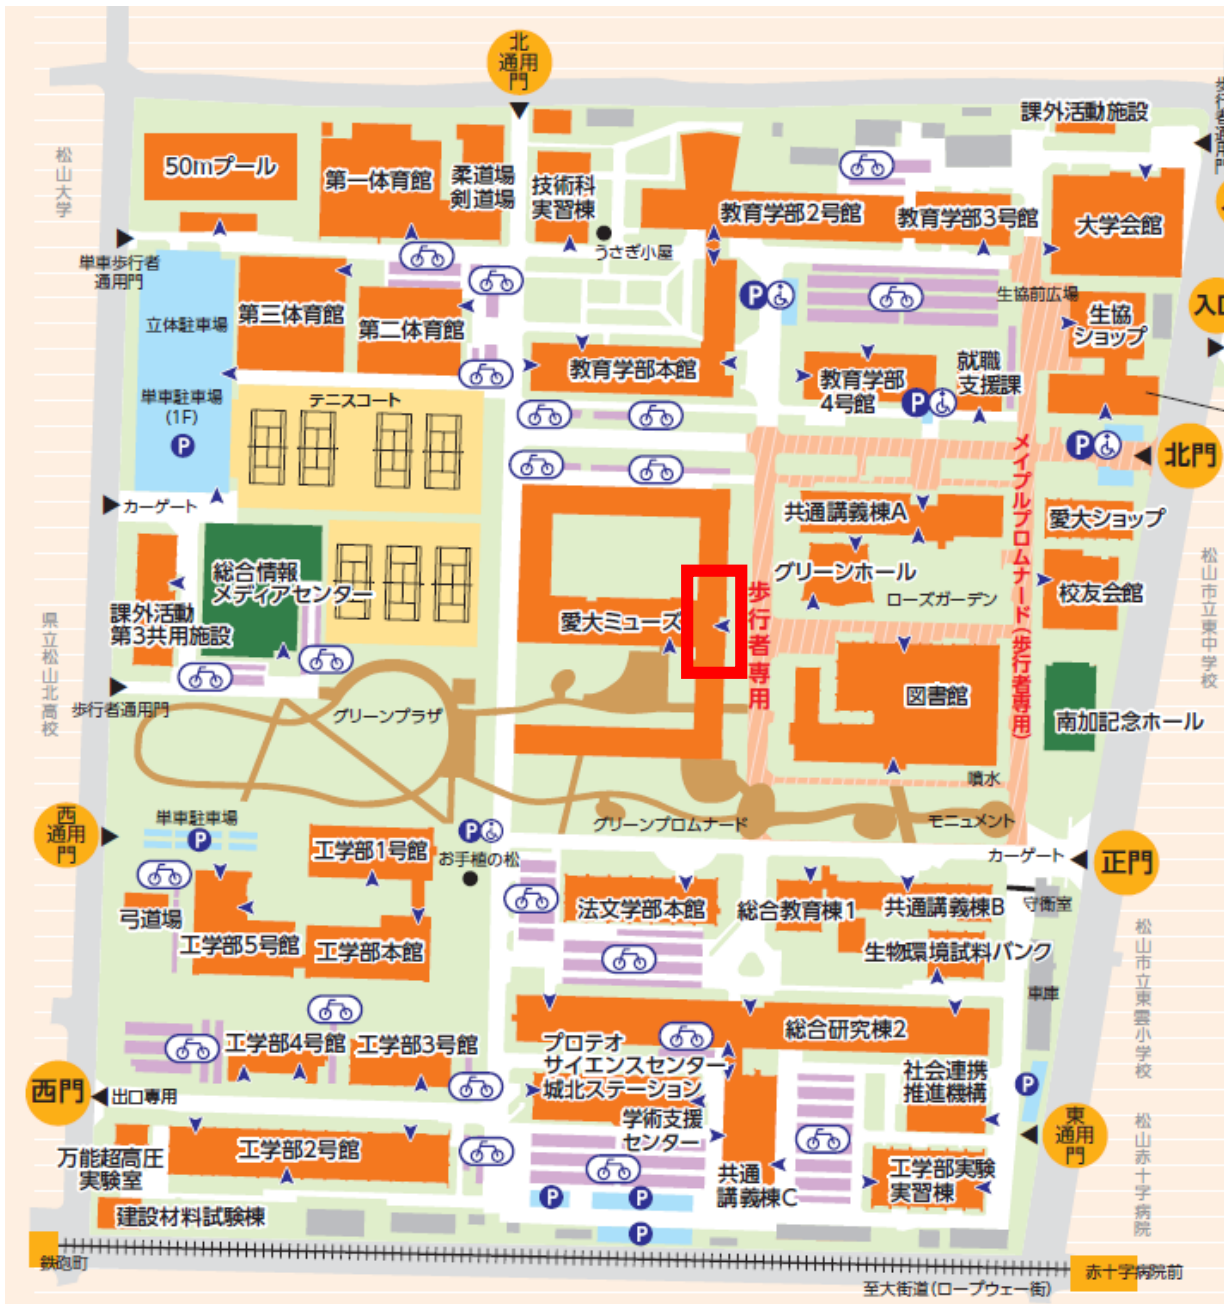 北
通用
門
課外活動施設
歩行者通用門
50mプール
第一体育館
柔道場
剣道場
技術科
実習棟
教育学部2号館
教育学部3号館
大学会館
松山大学
うさぎ小屋
単車歩行者
通用門
生協前広場
入口
立体駐車場
第三体育館
第二体育館
生協
ショップ
教育学部本館
教育学部
4号館
就職
支援課
単車駐車場
(1F)
P
テニスコート
P
P
P
北門
メイプルプロムナード(歩行者専用)
カーゲート
共通講義棟A
愛大ショップ
総合情報
メディアセンター
グリーンホール
校友会館
松山市立東中学校
課外活動
第3共用施設
愛大ミューズ
歩行者専用
ローズガーデン
県立松山北高校
歩行者通用門
グリーンプラザ
図書館
南加記念ホール
噴水
西
通用
門
単車駐車場
P
P
グリーンプロムナード
モニュメント
カーゲート
正門
工学部1号館
お手植の松
弓道場
工学部5号館
工学部本館
法文学部本館
総合教育棟1
共通講義棟B
守衛室
生物環境試料バンク
車庫
松山市立東雲小学校
工学部4号館
工学部3号館
プロテオ
サイエンスセンター
城北ステーション
総合研究棟2
社会連携
推進機構
P
西門
出口専用
学術支援
センター
東
通用
門
万能超高圧
実験室
工学部2号館
共通
講義棟C
工学部実験
実習棟
松山赤十字病院
建設材料試験棟
P
P
P
鉄砲町
至大街道(ロープウェー街)
赤十字病院前